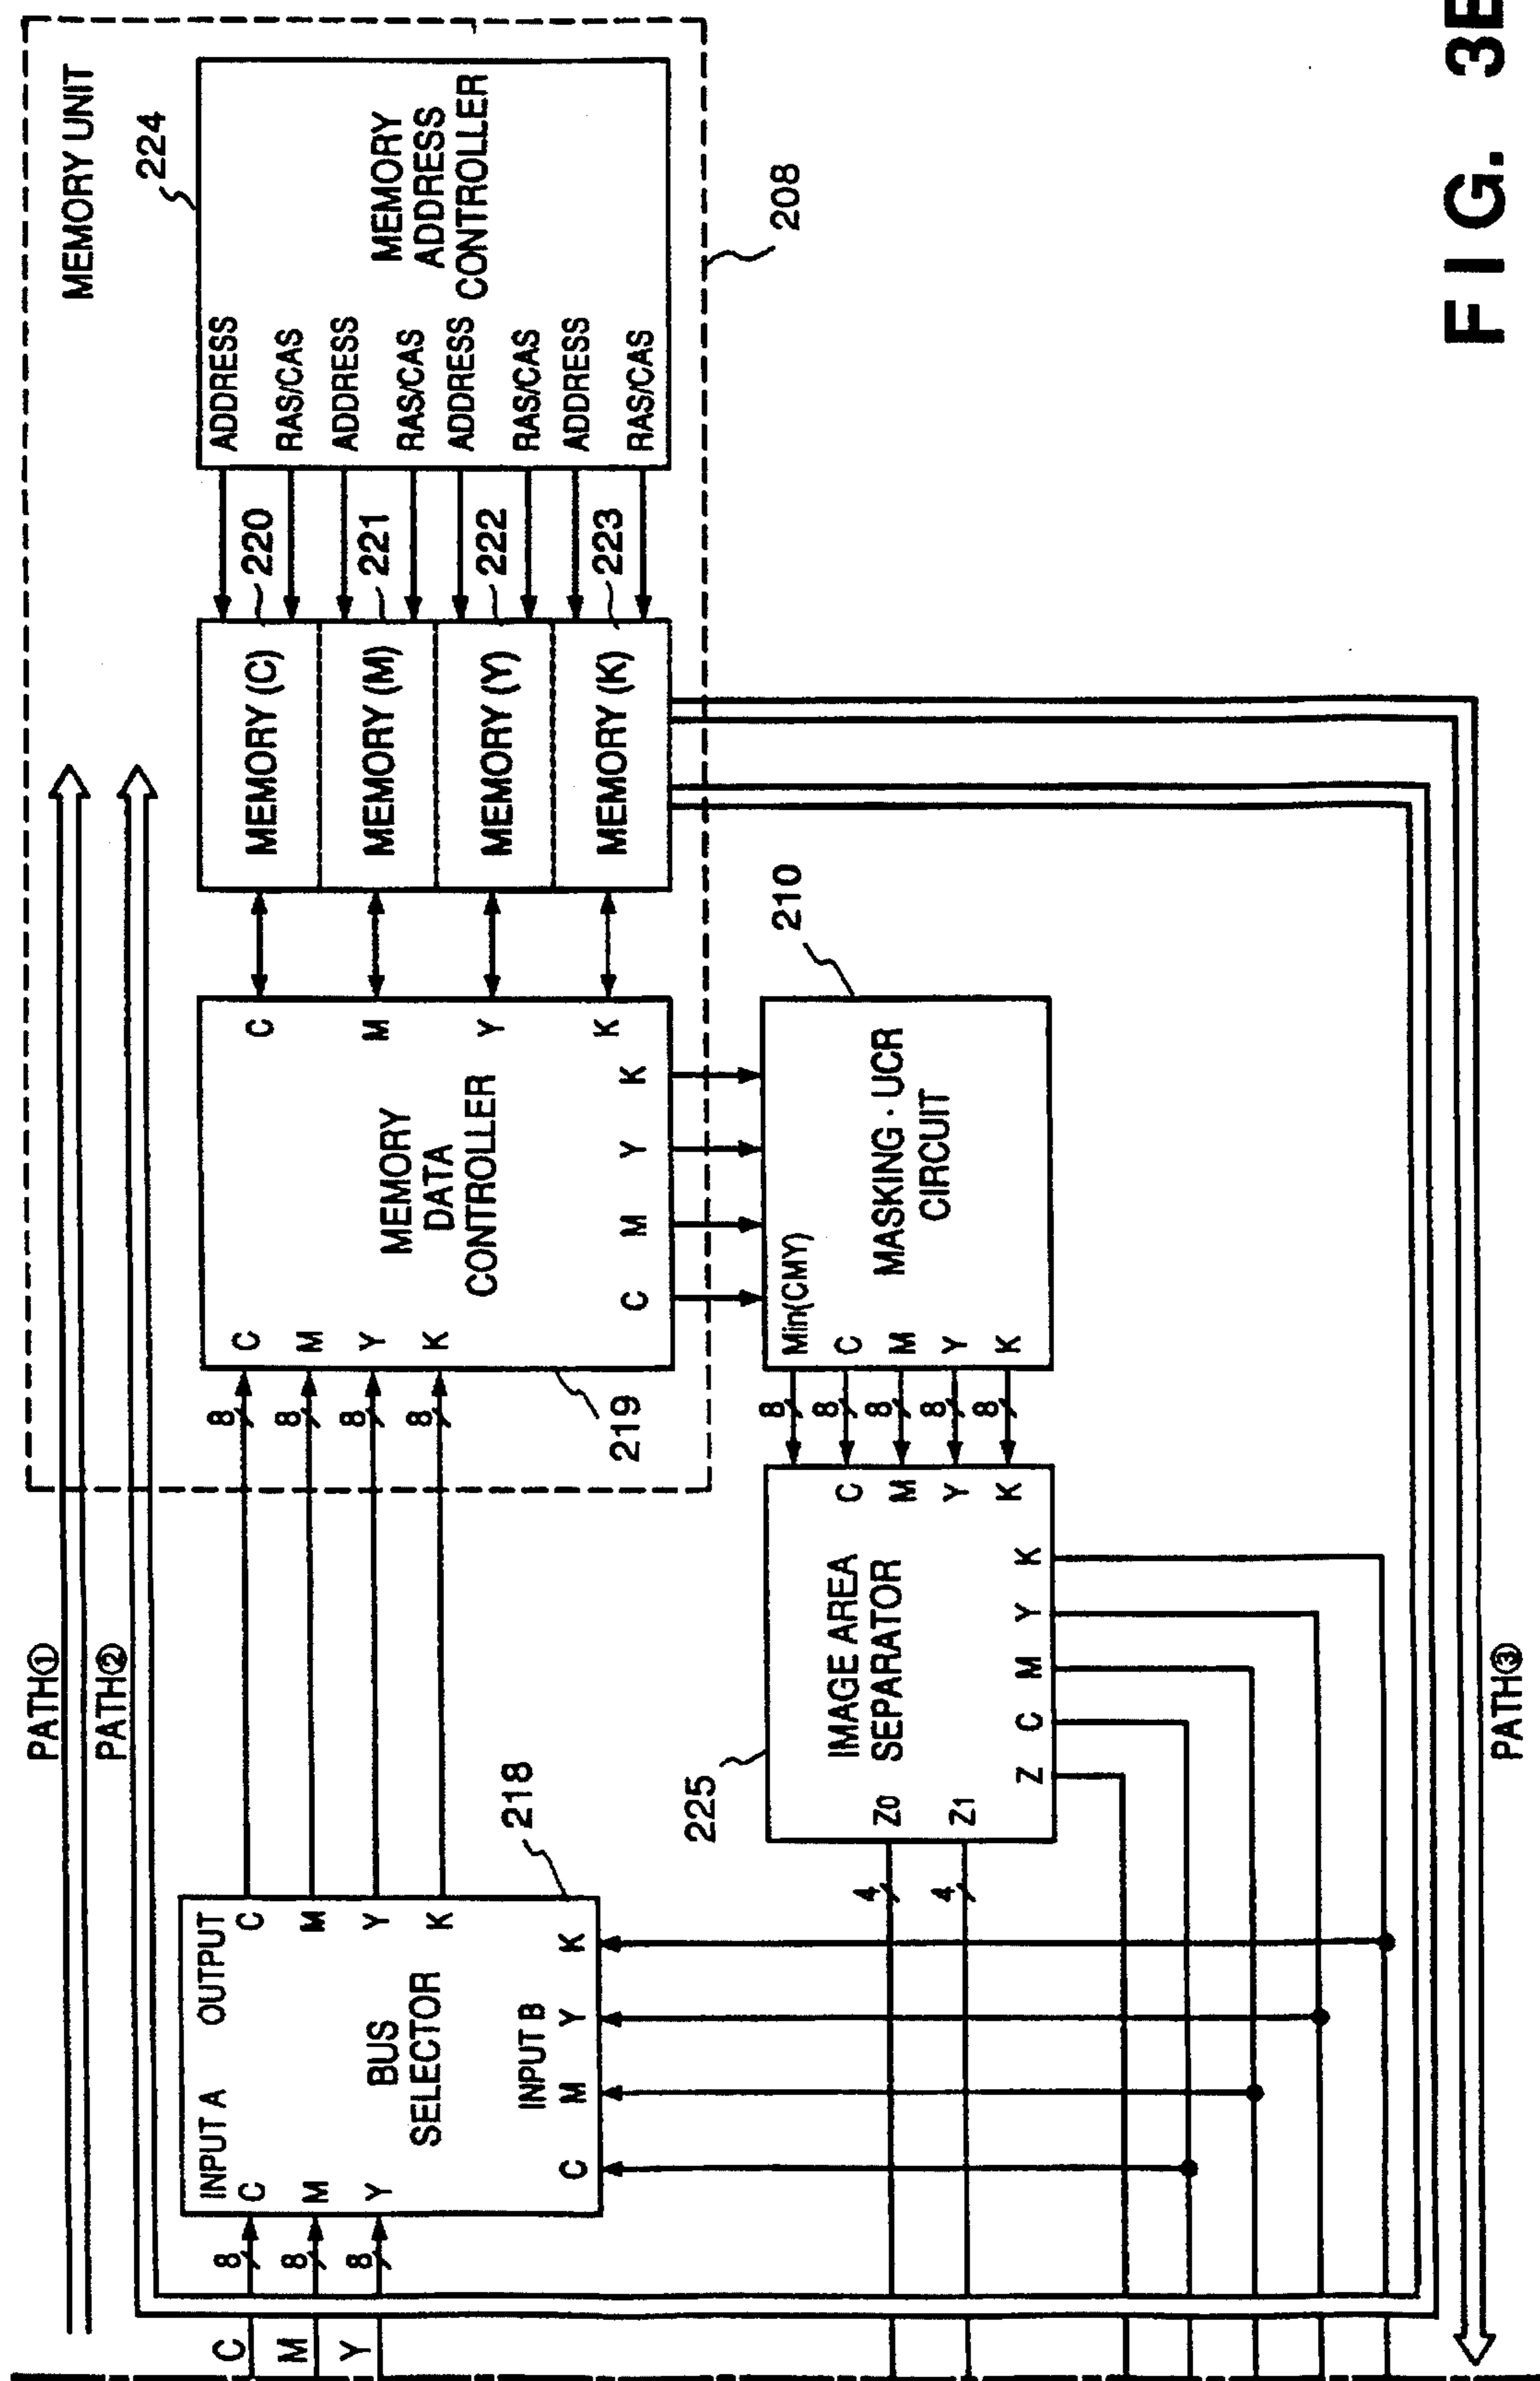 FIG. 3B
PATH①
PATH②
MEMORY UNIT
224
MEMORY
ADDRESS
CONTROLLER
ADDRESS
RAS/CAS
ADDRESS
RAS/CAS
ADDRESS
RAS/CAS
ADDRESS
RAS/CAS
208
220
221
222
223
MEMORY (C)
MEMORY (M)
MEMORY (Y)
MEMORY (K)
C
M
Y
K
MEMORY
DATA
CONTROLLER
C
M
Y
K
C M Y K
219
8
8
8
8
218
INPUT A OUTPUT
C
M
Y
C
M
Y
K
BUS
SELECTOR
INPUT B
C M Y K
8
8
8
C
M
Y
210
MASKING·UCR
CIRCUIT
Min(CMY)
C
M
Y
K
8
8
8
8
8
225
IMAGE AREA
SEPARATOR
C
M
Y
K
Z0
Z1
Z C M Y K
4
4
PATH③